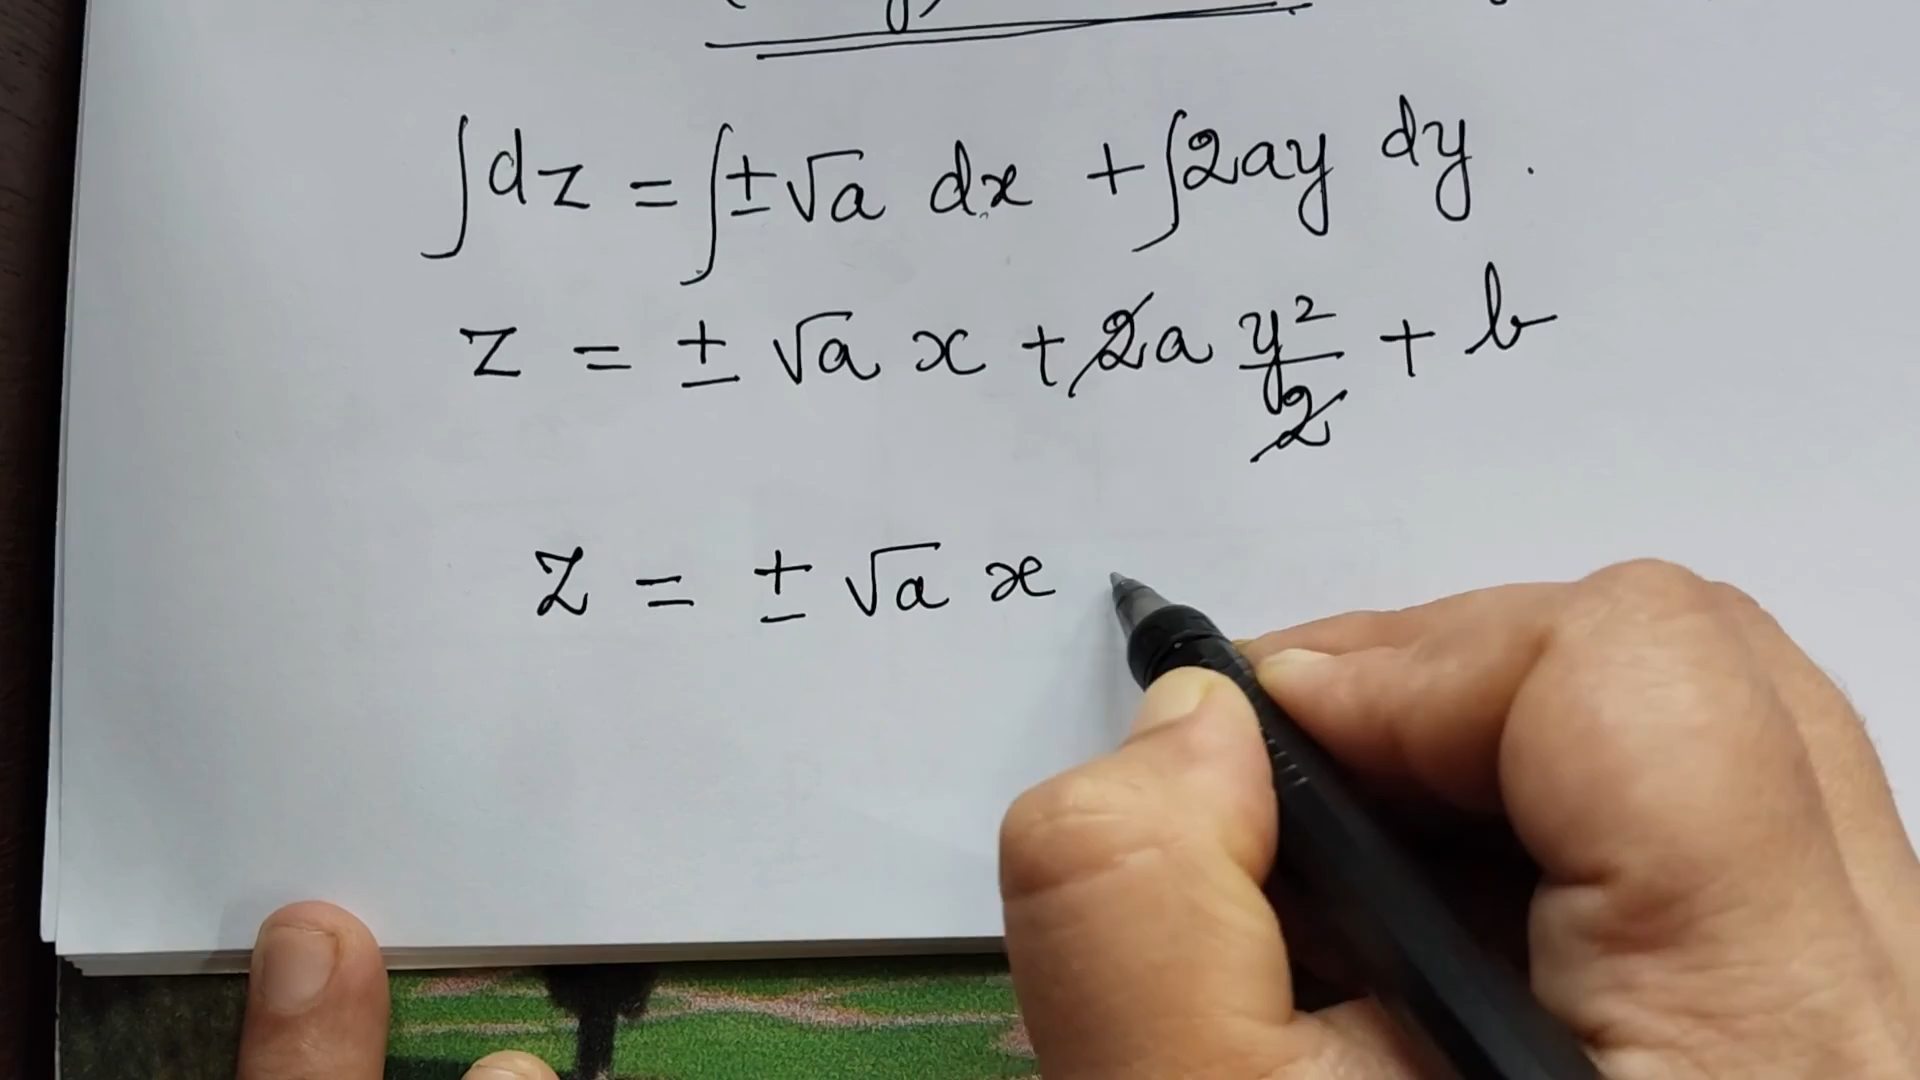 ∫dz = ∫±√a dx + ∫2ay dy .
z = ± √a x + 2a y²/2 + b
z = ± √a x